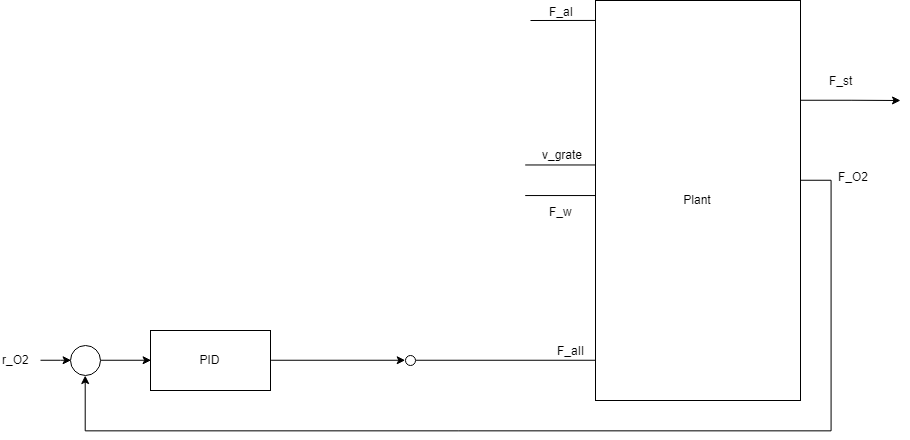 F_al
F_st
v_grate
F_O2
Plant
F_w
F_all
r_O2
PID